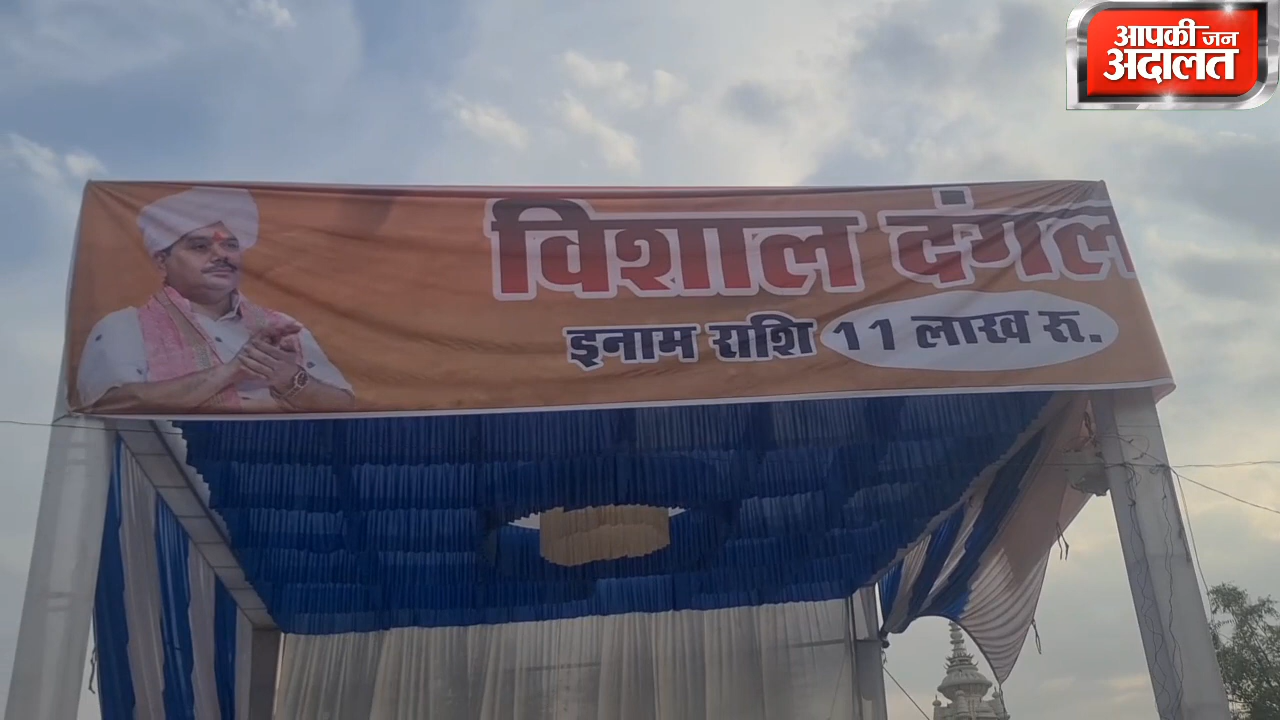 आपकी जन
अदालत
विशाल दंगल
इनाम राशि 11 लाख रू.